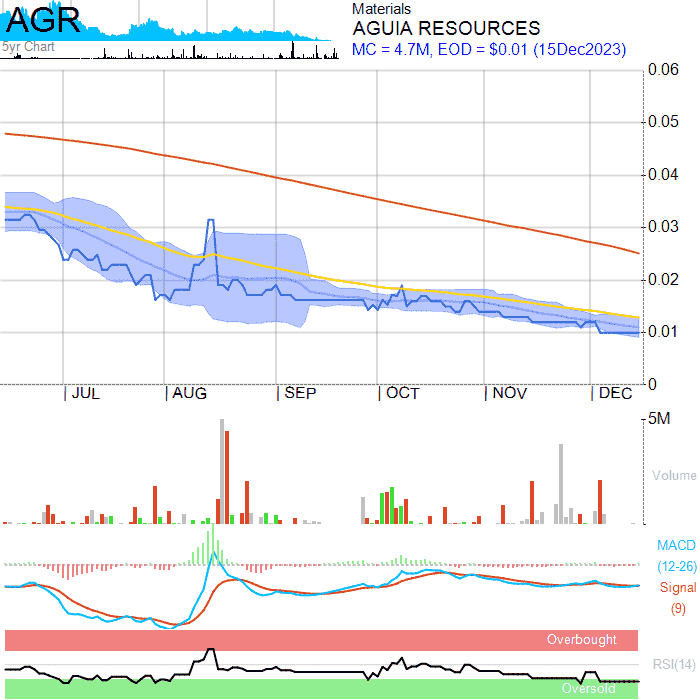 AGR
5yr Chart
Materials
AGUIA RESOURCES
MC = 4.7M, EOD = $0.01 (15Dec2023)
0.06
0.05
0.04
0.03
0.02
0.01
0
JUL AUG SEP OCT NOV DEC
5M
Volume
MACD
(12-26)
Signal
(9)
Overbought
RSI(14)
Oversold